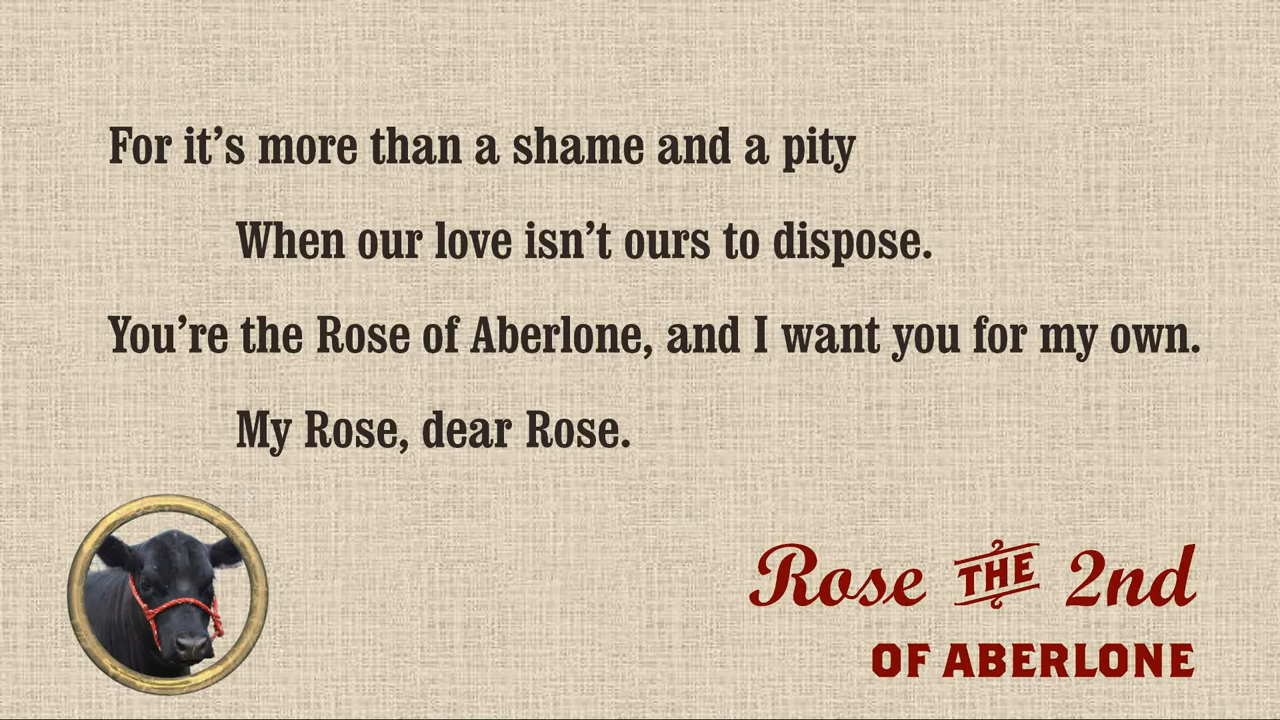 For it’s more than a shame and a pity
When our love isn’t ours to dispose.
You’re the Rose of Aberlone, and I want you for my own.
My Rose, dear Rose.
Rose THE 2nd
OF ABERLONE